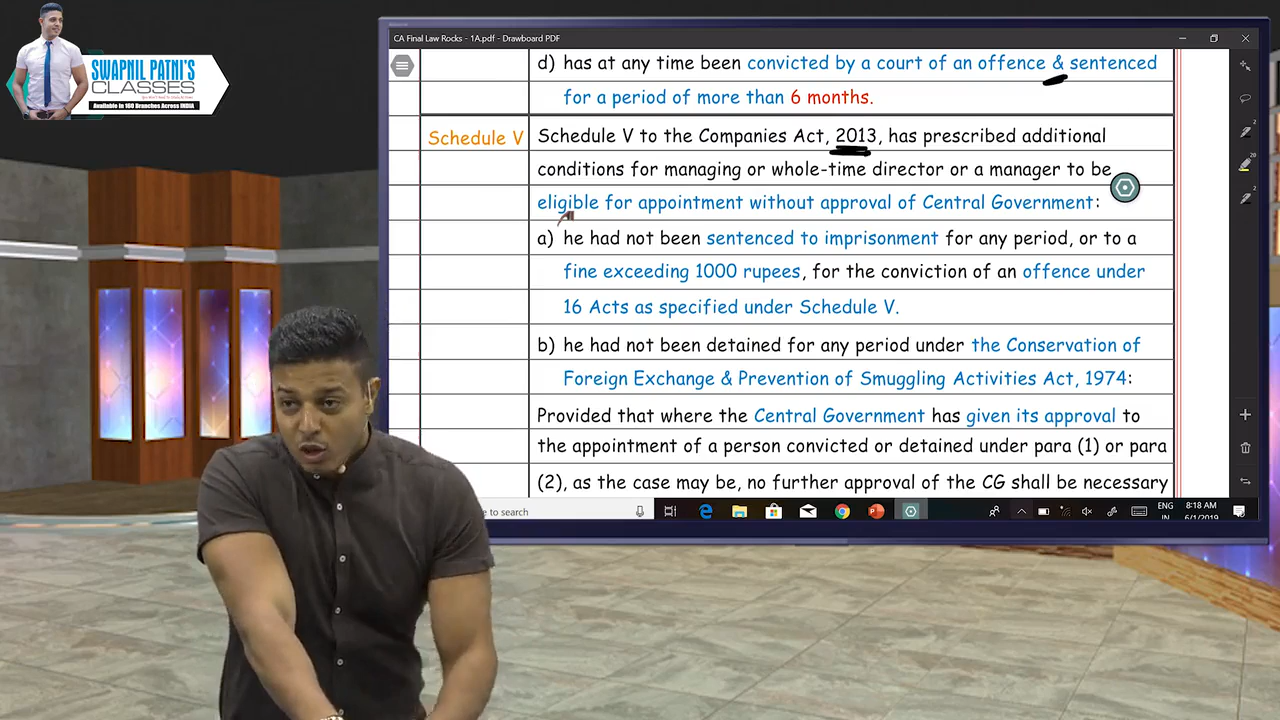 SWAPNIL PATNI'S
CLASSES
Available in 160 Branches Across INDIA
CA Final Law Rocks - 1A.pdf - Drawboard PDF
d) has at any time been convicted by a court of an offence & sentenced
for a period of more than 6 months.
Schedule V
Schedule V to the Companies Act, 2013, has prescribed additional
conditions for managing or whole-time director or a manager to be
eligible for appointment without approval of Central Government:
a) he had not been sentenced to imprisonment for any period, or to a
fine exceeding 1000 rupees, for the conviction of an offence under
16 Acts as specified under Schedule V.
b) he had not been detained for any period under the Conservation of
Foreign Exchange & Prevention of Smuggling Activities Act, 1974:
Provided that where the Central Government has given its approval to
the appointment of a person convicted or detained under para (1) or para
(2), as the case may be, no further approval of the CG shall be necessary
e to search
ENG
IN
8:18 AM
6/1/2019